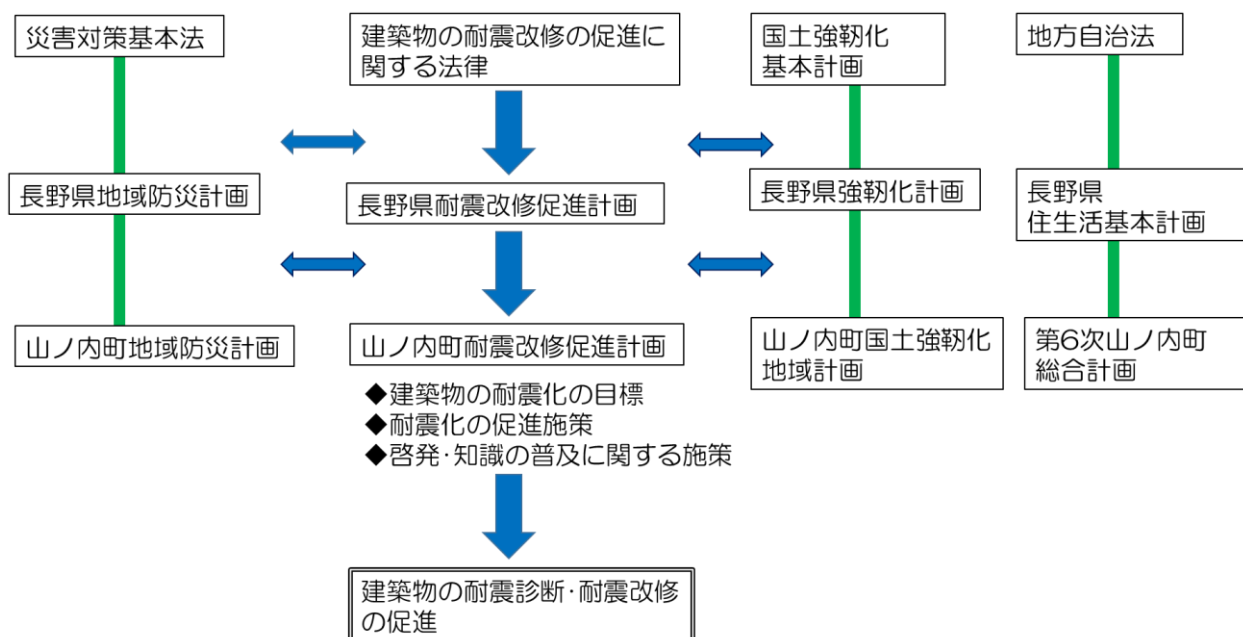 災害対策基本法
建築物の耐震改修の促進に
関する法律
国土強靭化
基本計画
地方自治法
長野県地域防災計画
長野県耐震改修促進計画
長野県強靭化計画
長野県
住生活基本計画
山ノ内町地域防災計画
山ノ内町耐震改修促進計画
山ノ内町国土強靭化
地域計画
第6次山ノ内町
総合計画
◆建築物の耐震化の目標
◆耐震化の促進施策
◆啓発・知識の普及に関する施策
建築物の耐震診断・耐震改修
の促進